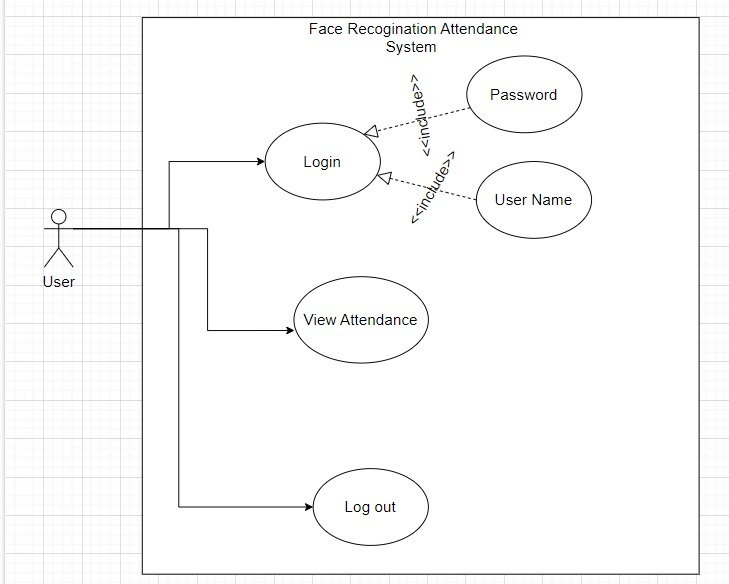 Face Recogination Attendance
System
<<include>>
Password
Login
<<include>>
User Name
User
View Attendance
Log out